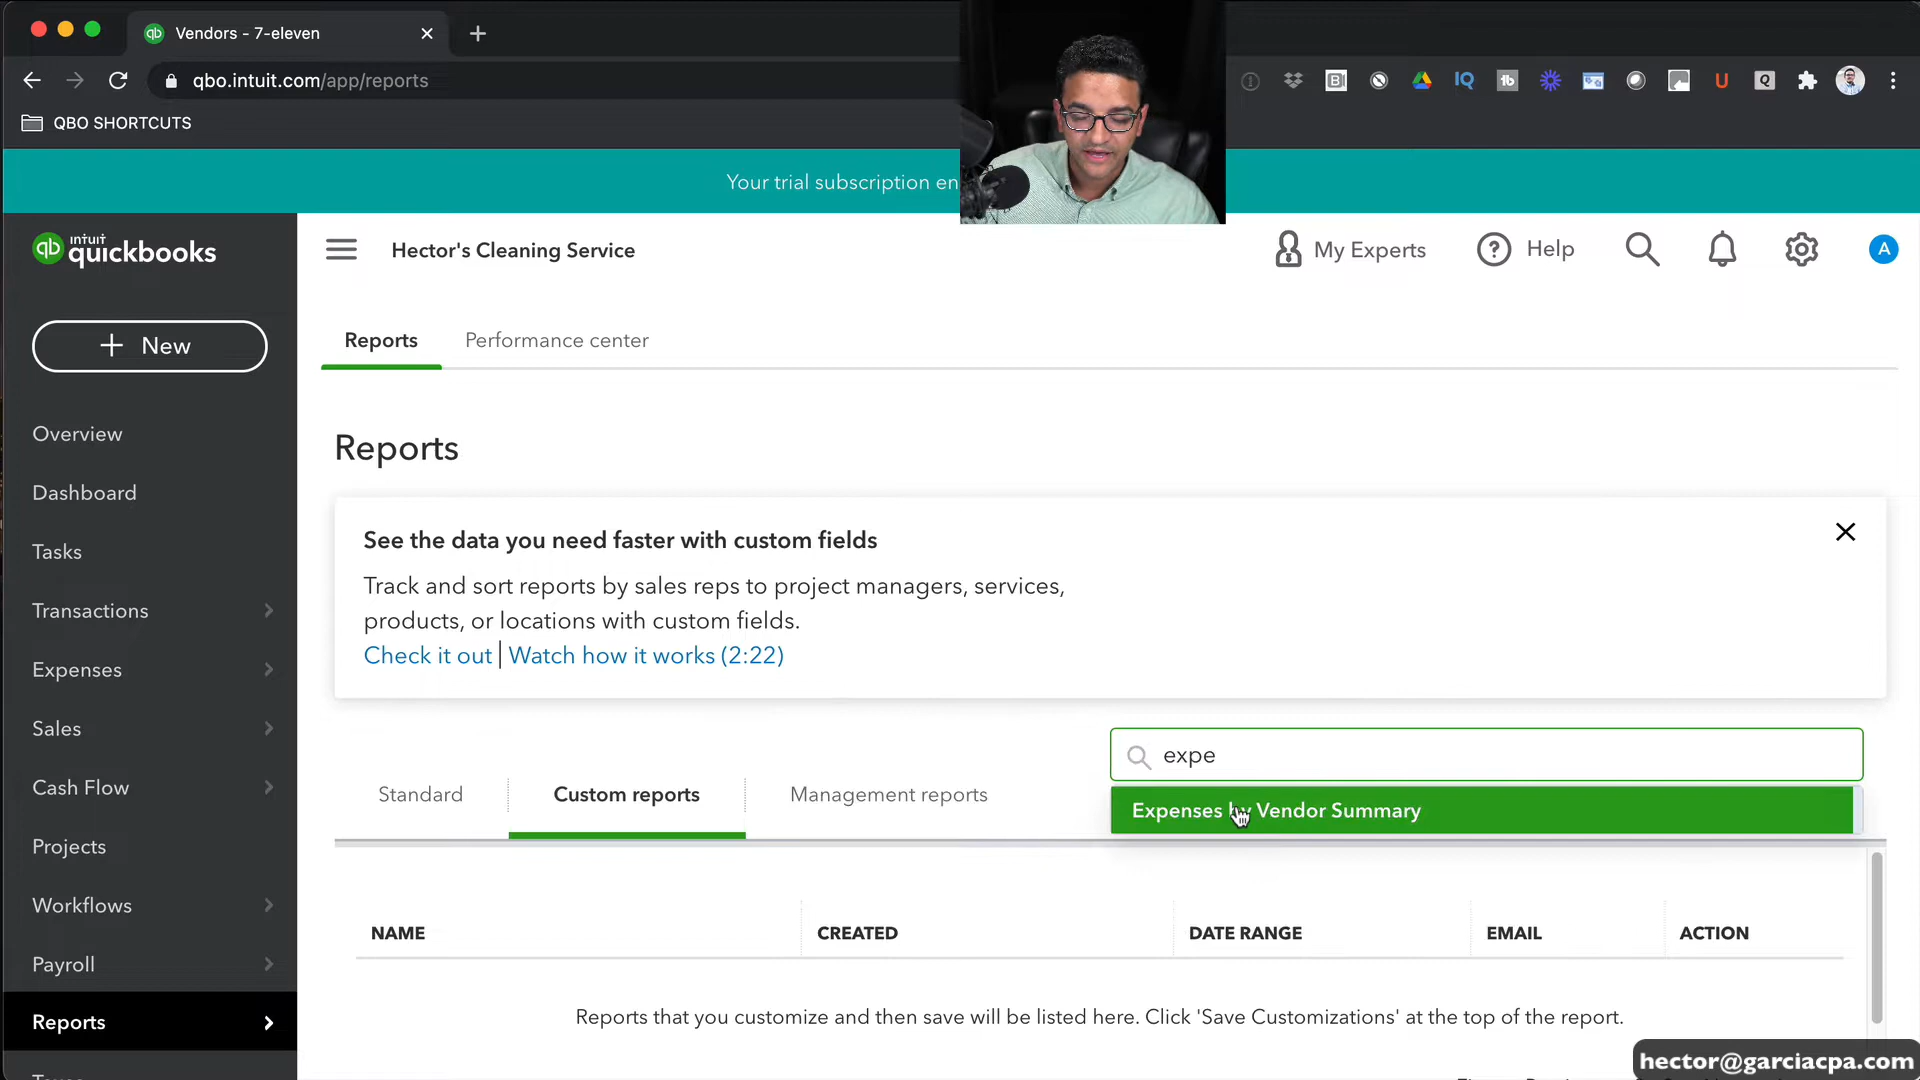 Vendors - 7-eleven
qbo.intuit.com/app/reports
QBO SHORTCUTS
Your trial subscription en
intuit
quickbooks
Hector's Cleaning Service
My Experts
Help
A
New
Reports
Performance center
Overview
Dashboard
Tasks
Transactions
Expenses
Sales
Cash Flow
Projects
Workflows
Payroll
Reports
Reports
See the data you need faster with custom fields
Track and sort reports by sales reps to project managers, services,
products, or locations with custom fields.
Check it out | Watch how it works (2:22)
expe
Standard
Custom reports
Management reports
Expenses by Vendor Summary
NAME CREATED DATE RANGE EMAIL ACTION
Reports that you customize and then save will be listed here. Click 'Save Customizations' at the top of the report.
hector@garciacpa.com